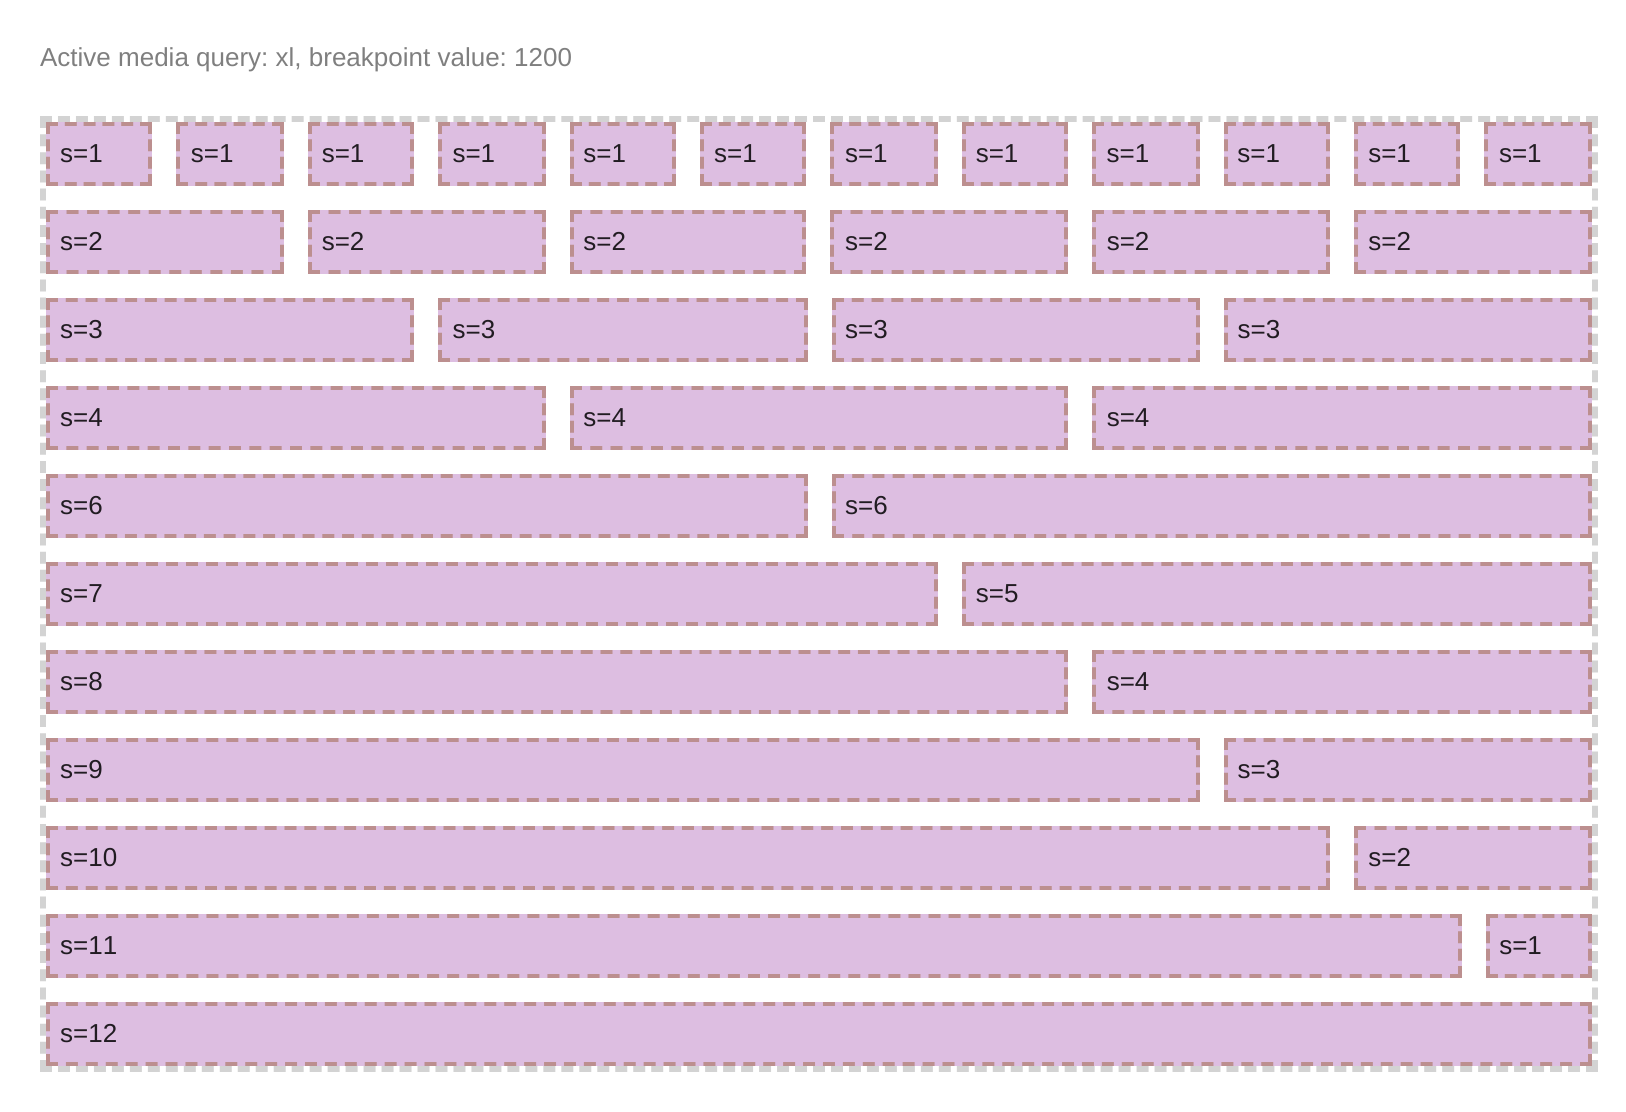 Active media query: xl, breakpoint value: 1200
s=1 s=1 s=1 s=1 s=1 s=1 s=1 s=1 s=1 s=1 s=1 s=1
s=2 s=2 s=2 s=2 s=2 s=2
s=3 s=3 s=3 s=3
s=4 s=4 s=4
s=6 s=6
s=7 s=5
s=8 s=4
s=9 s=3
s=10 s=2
s=11 s=1
s=12